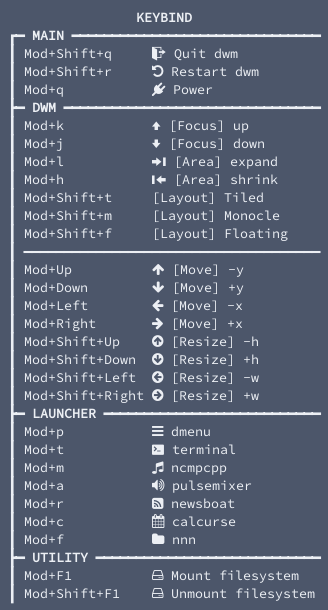 KEYBIND
MAIN
Mod+Shift+q Quit dwm
Mod+Shift+r Restart dwm
Mod+q Power
DWM
Mod+k [Focus] up
Mod+j [Focus] down
Mod+l [Area] expand
Mod+h [Area] shrink
Mod+Shift+t [Layout] Tiled
Mod+Shift+m [Layout] Monocle
Mod+Shift+f [Layout] Floating
Mod+Up [Move] -y
Mod+Down [Move] +y
Mod+Left [Move] -x
Mod+Right [Move] +x
Mod+Shift+Up [Resize] -h
Mod+Shift+Down [Resize] +h
Mod+Shift+Left [Resize] -w
Mod+Shift+Right [Resize] +w
LAUNCHER
Mod+p dmenu
Mod+t terminal
Mod+m ncmpcpp
Mod+a pulsemixer
Mod+r newsboat
Mod+c calcurse
Mod+f nnn
UTILITY
Mod+F1 Mount filesystem
Mod+Shift+F1 Unmount filesystem